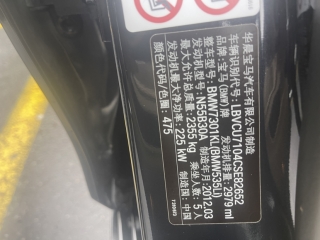 华晨宝马汽车有限公司制造
车辆识别代号:LBVCU7104CSE82652
品牌:宝马(BMW)牌 发动机排量:2979 ml
整车型号:BMW7301KL(BMW535Li)
发动机型号:N55B30A 制造年月:2012.03
最大允许总质量:2355 kg 乘坐人数:5人
发动机最大净功率:225 kW 制造国:中国
颜色代码/色圈:475